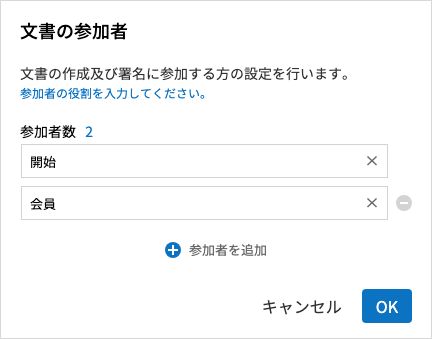 文書の参加者
文書の作成及び署名に参加する方の設定を行います。
参加者の役割を入力してください。
参加者数 2
開始
会員
参加者を追加
キャンセル OK